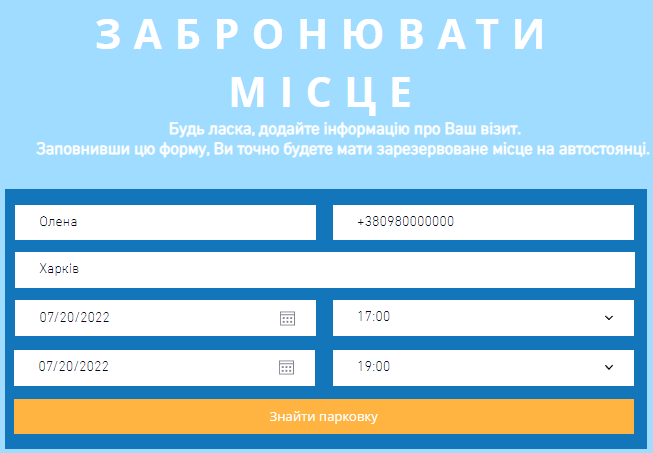 ЗАБРОНЮВАТИ
МІСЦЕ
Будь ласка, додайте інформацію про Ваш візит.
Заповнивши цю форму, Ви точно будете мати зарезервоване місце на автостоянці.
Олена +380980000000
Харків
07/20/2022 17:00
07/20/2022 19:00
Знайти парковку